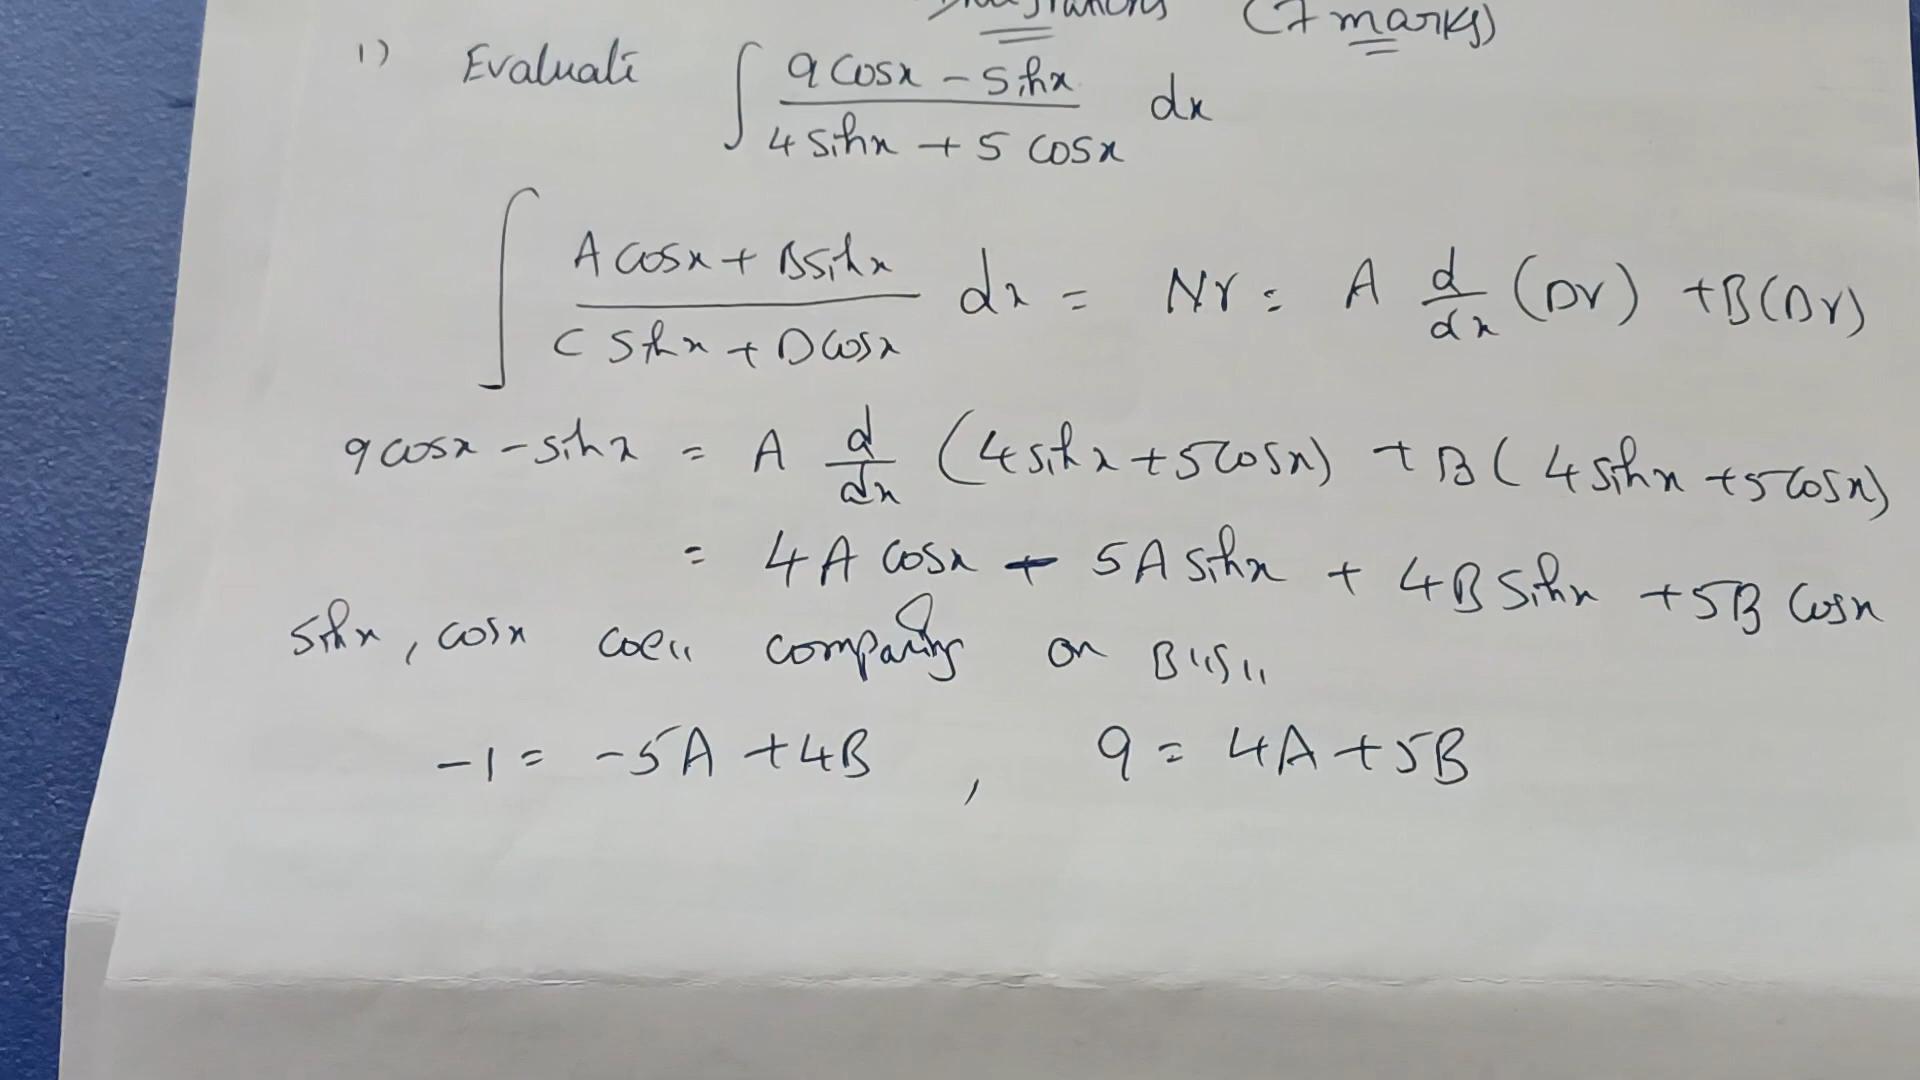 (7 marks)
1) Evaluate ∫ (9 cosx - sinx)/(4 sinx + 5 cosx) dx
∫ (A cosx + B sinx)/(C sinx + D cosx) dx = Nr = A d/dx (Dr) + B(Dr)
9 cosx - sinx = A d/dx (4 sinx + 5 cosx) + B(4 sinx + 5 cosx)
= 4A cosx - 5A sinx + 4B sinx + 5B cosx
sinx, cosx coe,, comparing on B,,S,,
-1 = -5A + 4B , 9 = 4A + 5B